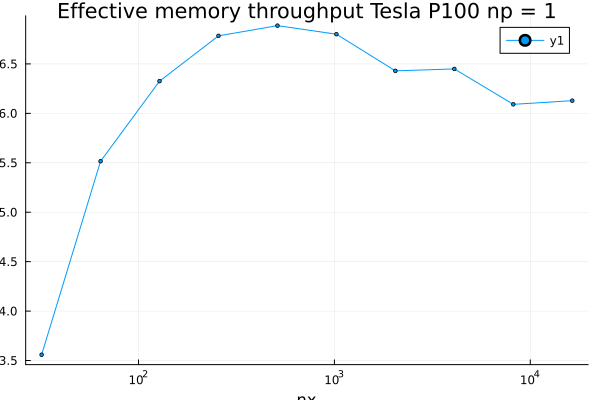 Effective memory throughput Tesla P100 np = 1
y1
6.5
6.0
5.5
5.0
4.5
4.0
3.5
10² 10³ 10⁴
nx